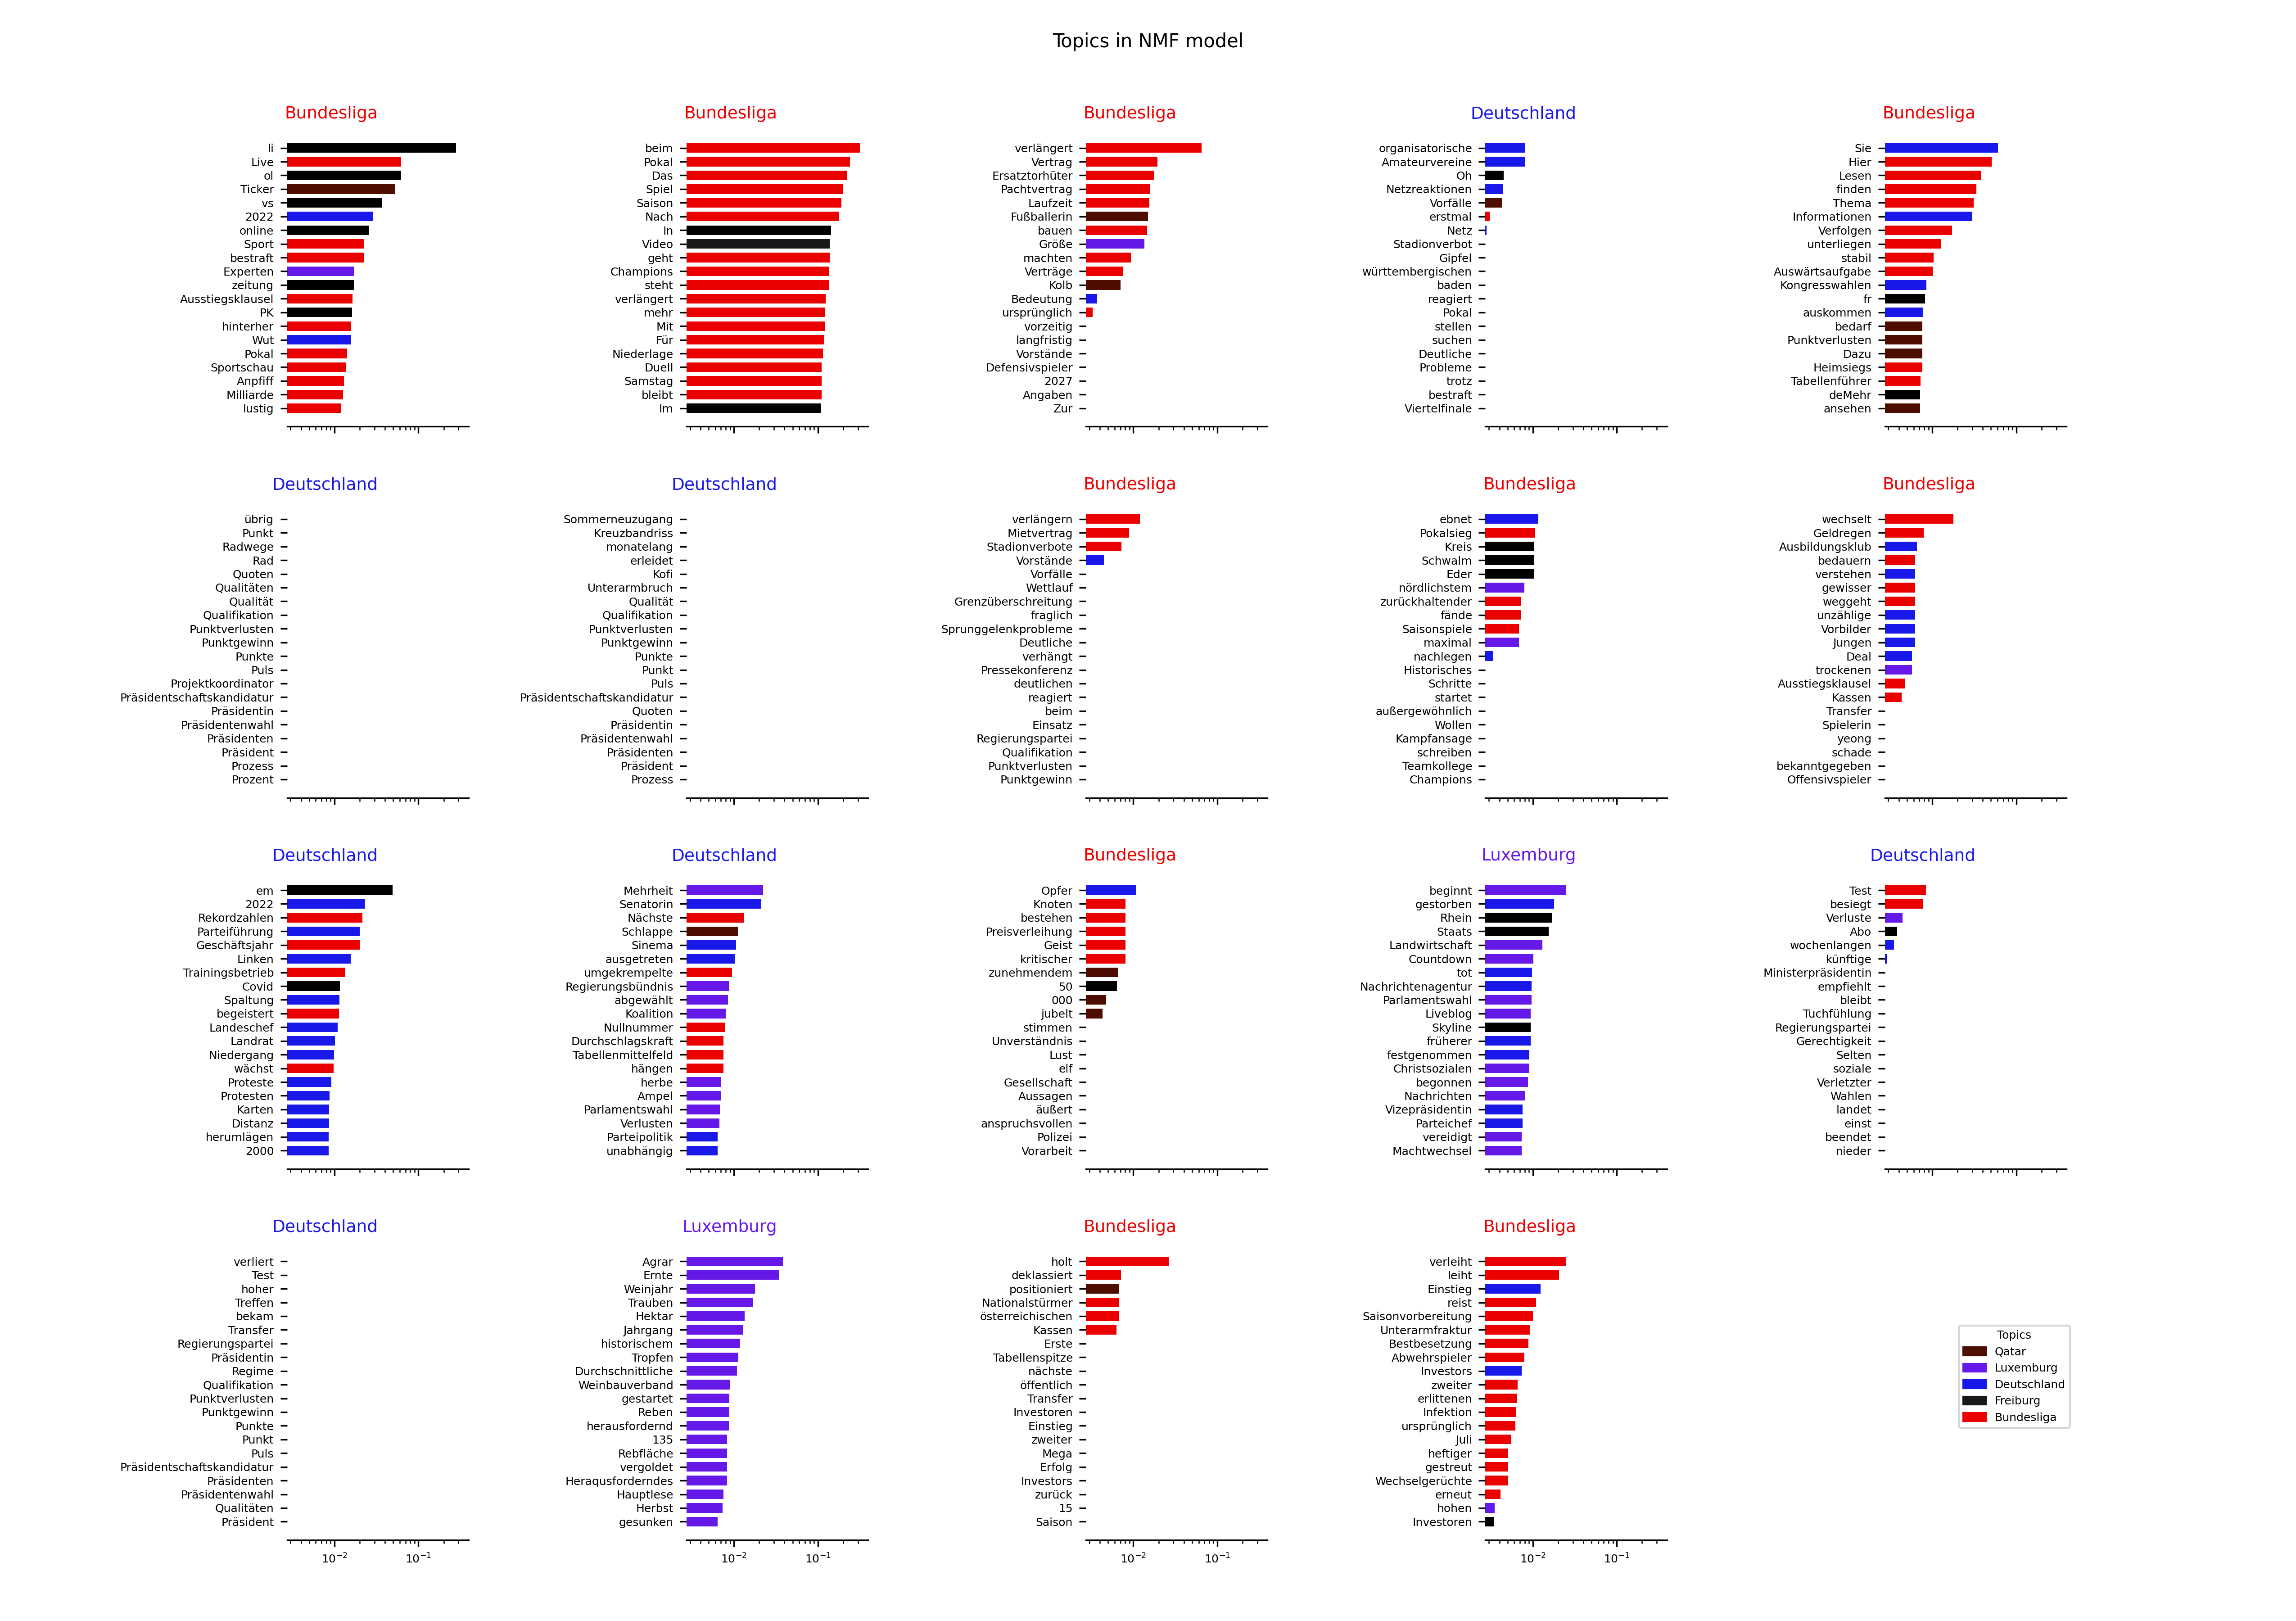 Topics in NMF model
Bundesliga
li
Live
ol
Ticker
vs
2022
online
Sport
bestraft
Experten
zeitung
Ausstiegsklausel
PK
hinterher
Wut
Pokal
Sportschau
Anpfiff
Milliarde
lustig
Bundesliga
beim
Pokal
Das
Spiel
Saison
Nach
In
Video
geht
Champions
steht
verlängert
mehr
Mit
Für
Niederlage
Duell
Samstag
bleibt
Im
Bundesliga
verlängert
Vertrag
Ersatztorhüter
Pachtvertrag
Laufzeit
Fußballerin
bauen
Größe
machten
Verträge
Kolb
Bedeutung
ursprünglich
vorzeitig
langfristig
Vorstände
Defensivspieler
2027
Angaben
Zur
Deutschland
organisatorische
Amateurvereine
Oh
Netzreaktionen
Vorfälle
erstmal
Netz
Stadionverbot
Gipfel
württembergischen
baden
reagiert
Pokal
stellen
suchen
Deutliche
Probleme
trotz
bestraft
Viertelfinale
Bundesliga
Sie
Hier
Lesen
finden
Thema
Informationen
Verfolgen
unterliegen
stabil
Auswärtsaufgabe
Kongresswahlen
fr
auskommen
bedarf
Punktverlusten
Dazu
Heimsiegs
Tabellenführer
deMehr
ansehen
Deutschland
übrig
Punkt
Radwege
Rad
Quoten
Qualitäten
Qualität
Qualifikation
Punktverlusten
Punktgewinn
Punkte
Puls
Projektkoordinator
Präsidentschaftskandidatur
Präsidentin
Präsidentenwahl
Präsidenten
Präsident
Prozess
Prozent
Deutschland
Sommerneuzugang
Kreuzbandriss
monatelang
erleidet
Kofi
Unterarmbruch
Qualität
Qualifikation
Punktverlusten
Punktgewinn
Punkte
Punkt
Puls
Präsidentschaftskandidatur
Quoten
Präsidentin
Präsidentenwahl
Präsidenten
Präsident
Prozess
Bundesliga
verlängern
Mietvertrag
Stadionverbote
Vorstände
Vorfälle
Wettlauf
Grenzüberschreitung
fraglich
Sprunggelenkprobleme
Deutliche
verhängt
Pressekonferenz
deutlichen
reagiert
beim
Einsatz
Regierungspartei
Qualifikation
Punktverlusten
Punktgewinn
Bundesliga
ebnet
Pokalsieg
Kreis
Schwalm
Eder
nördlichstem
zurückhaltender
fände
Saisonspiele
maximal
nachlegen
Historisches
Schritte
startet
außergewöhnlich
Wollen
Kampfansage
schreiben
Teamkollege
Champions
Bundesliga
wechselt
Geldregen
Ausbildungsklub
bedauern
verstehen
gewisser
weggeht
unzählige
Vorbilder
Jungen
Deal
trockenen
Ausstiegsklausel
Kassen
Transfer
Spielerin
yeong
schade
bekanntgegeben
Offensivspieler
Deutschland
em
2022
Rekordzahlen
Parteiführung
Geschäftsjahr
Linken
Trainingsbetrieb
Covid
Spaltung
begeistert
Landeschef
Landrat
Niedergang
wächst
Proteste
Protesten
Karten
Distanz
herumlägen
2000
Deutschland
Mehrheit
Senatorin
Nächste
Schlappe
Sinema
ausgetreten
umgekrempelte
Regierungsbündnis
abgewählt
Koalition
Nullnummer
Durchschlagskraft
Tabellenmittelfeld
hängen
herbe
Ampel
Parlamentswahl
Verlusten
Parteipolitik
unabhängig
Bundesliga
Opfer
Knoten
bestehen
Preisverleihung
Geist
kritischer
zunehmendem
50
000
jubelt
stimmen
Unverständnis
Lust
elf
Gesellschaft
Aussagen
äußert
anspruchsvollen
Polizei
Vorarbeit
Luxemburg
beginnt
gestorben
Rhein
Staats
Landwirtschaft
Countdown
tot
Nachrichtenagentur
Parlamentswahl
Liveblog
Skyline
früherer
festgenommen
Christsozialen
begonnen
Nachrichten
Vizepräsidentin
Parteichef
vereidigt
Machtwechsel
Deutschland
Test
besiegt
Verluste
Abo
wochenlangen
künftige
Ministerpräsidentin
empfiehlt
bleibt
Tuchfühlung
Regierungspartei
Gerechtigkeit
Selten
soziale
Verletzter
Wahlen
landet
einst
beendet
nieder
Deutschland
verliert
Test
hoher
Treffen
bekam
Transfer
Regierungspartei
Präsidentin
Regime
Qualifikation
Punktverlusten
Punktgewinn
Punkte
Punkt
Puls
Präsidentschaftskandidatur
Präsidenten
Präsidentenwahl
Qualitäten
Präsident
10⁻² 10⁻¹
Luxemburg
Agrar
Ernte
Weinjahr
Trauben
Hektar
Jahrgang
historischem
Tropfen
Durchschnittliche
Weinbauverband
gestartet
Reben
herausfordernd
135
Rebfläche
vergoldet
Heraqusforderndes
Hauptlese
Herbst
gesunken
10⁻² 10⁻¹
Bundesliga
holt
deklassiert
positioniert
Nationalstürmer
österreichischen
Kassen
Erste
Tabellenspitze
nächste
öffentlich
Transfer
Investoren
Einstieg
zweiter
Mega
Erfolg
Investors
zurück
15
Saison
10⁻² 10⁻¹
Bundesliga
verleiht
leiht
Einstieg
reist
Saisonvorbereitung
Unterarmfraktur
Bestbesetzung
Abwehrspieler
Investors
zweiter
erlittenen
Infektion
ursprünglich
Juli
heftiger
gestreut
Wechselgerüchte
erneut
hohen
Investoren
10⁻² 10⁻¹
Topics
Qatar
Luxemburg
Deutschland
Freiburg
Bundesliga